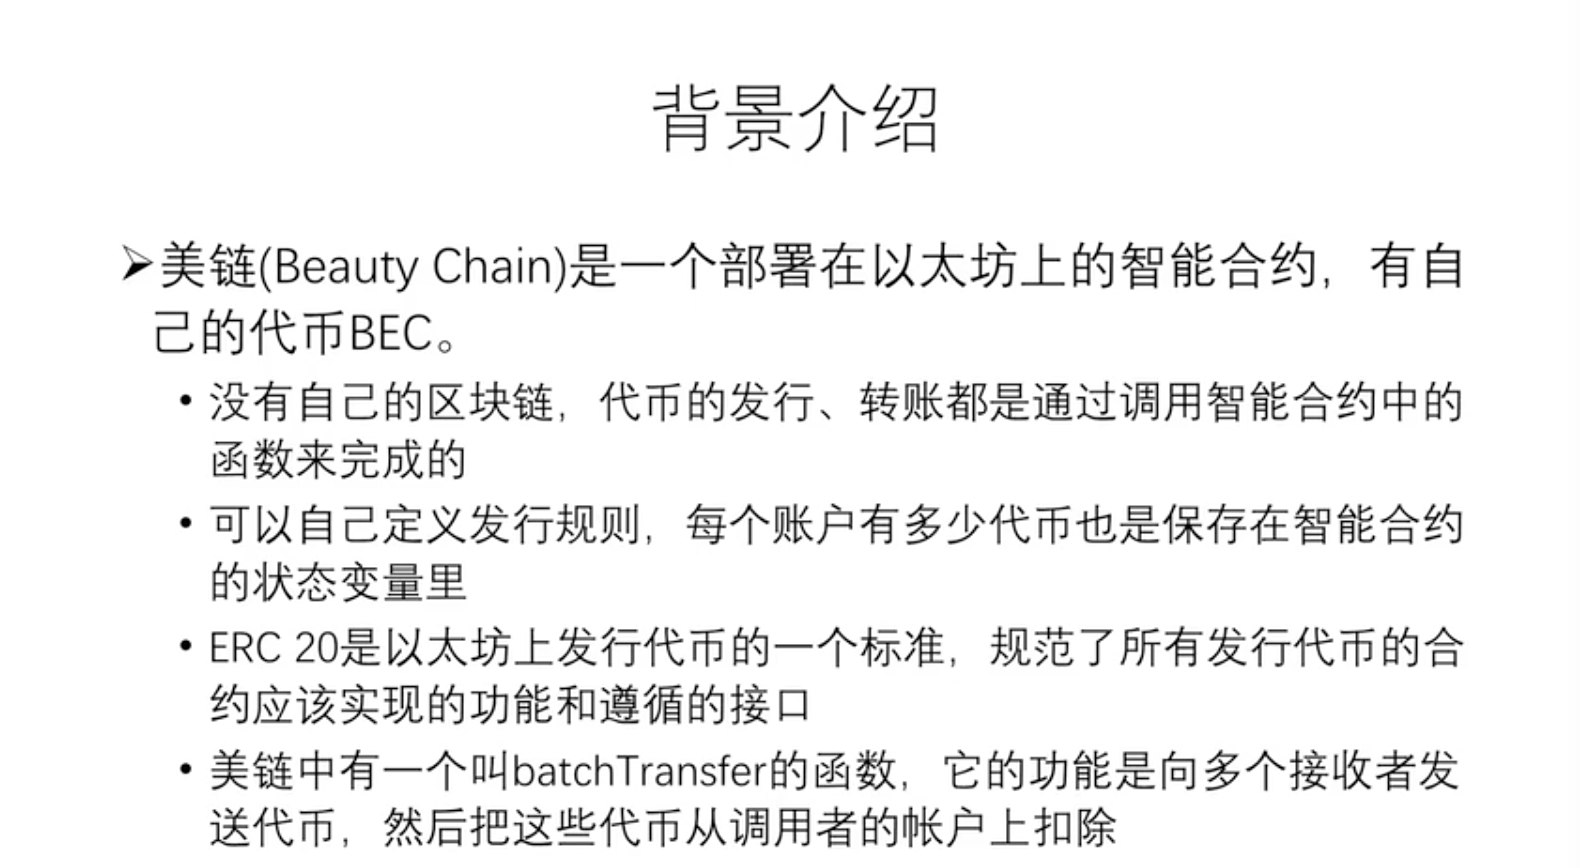 背景介绍
➢美链(Beauty Chain)是一个部署在以太坊上的智能合约，有自
己的代币BEC。
• 没有自己的区块链，代币的发行、转账都是通过调用智能合约中的
函数来完成的
• 可以自己定义发行规则，每个账户有多少代币也是保存在智能合约
的状态变量里
• ERC 20是以太坊上发行代币的一个标准，规范了所有发行代币的合
约应该实现的功能和遵循的接口
• 美链中有一个叫batchTransfer的函数，它的功能是向多个接收者发
送代币，然后把这些代币从调用者的帐户上扣除